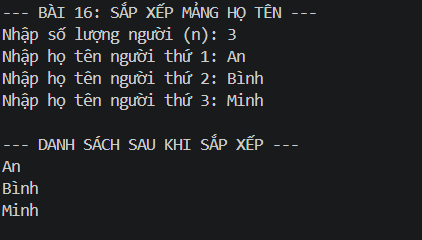 --- BÀI 16: SẮP XẾP MẢNG HỌ TÊN ---
Nhập số lượng người (n): 3
Nhập họ tên người thứ 1: An
Nhập họ tên người thứ 2: Bình
Nhập họ tên người thứ 3: Minh
--- DANH SÁCH SAU KHI SẮP XẾP ---
An
Bình
Minh